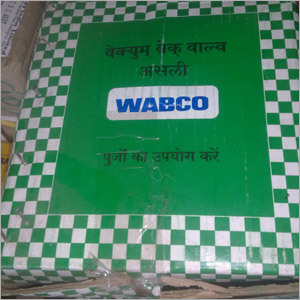 वेक्युम ब्रेक वाल्व
असली
WABCO
पुर्जो का उपयोग करें